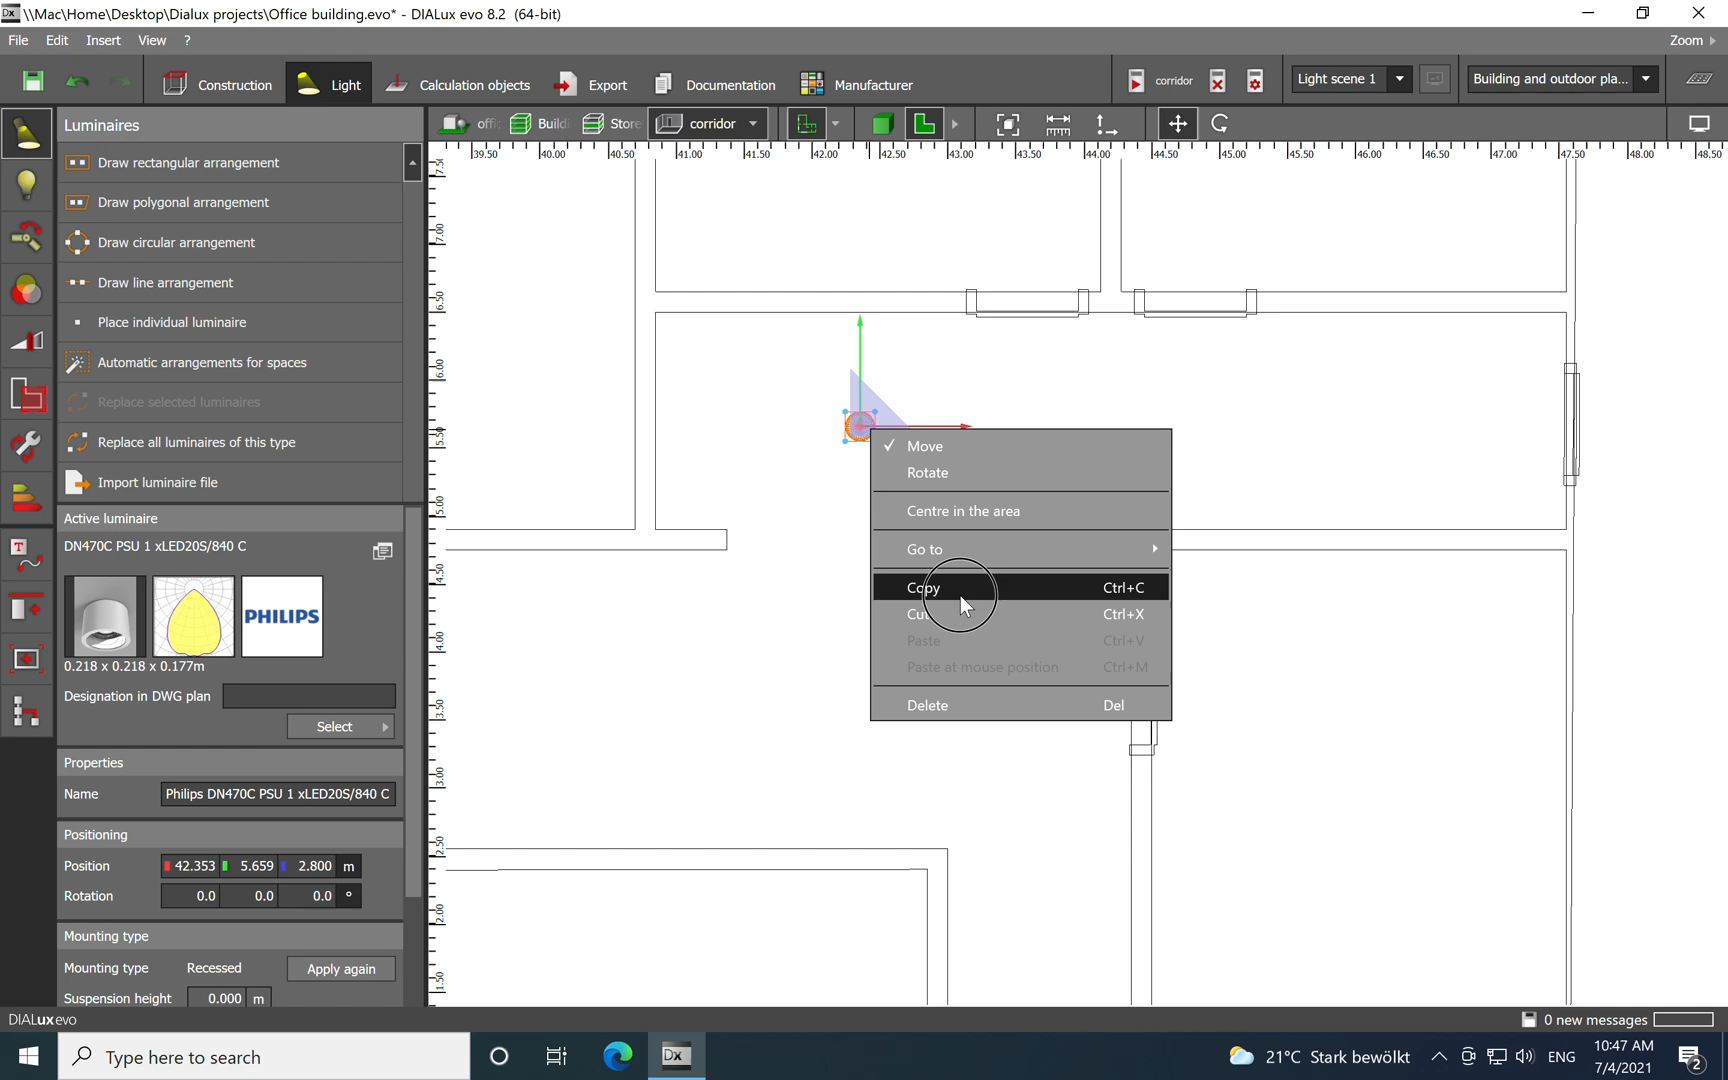 \\Mac\Home\Desktop\Dialux projects\Office building.evo* - DIALux evo 8.2 (64-bit)
File Edit Insert View ? Zoom
Construction Light Calculation objects Export Documentation Manufacturer corridor Light scene 1 Building and outdoor pla...
Luminaires
offi Buildi Store corridor
39.50 40.00 40.50 41.00 41.50 42.00 42.50 43.00 43.50 44.00 44.50 45.00 45.50 46.00 46.50 47.00 47.50 48.00 48.50
7.00 6.50 6.00 5.50 5.00 4.50 4.00 3.50 3.00 2.50 2.00 1.50
Draw rectangular arrangement
Draw polygonal arrangement
Draw circular arrangement
Draw line arrangement
Place individual luminaire
Automatic arrangements for spaces
Replace selected luminaires
Replace all luminaires of this type
Import luminaire file
Active luminaire
DN470C PSU 1 xLED20S/840 C
PHILIPS
0.218 x 0.218 x 0.177m
Designation in DWG plan
Select
Properties
Name Philips DN470C PSU 1 xLED20S/840 C
Positioning
Position 42.353 5.659 2.800 m
Rotation 0.0 0.0 0.0 °
Mounting type
Mounting type Recessed Apply again
Suspension height 0.000 m
Move
Rotate
Centre in the area
Go to
Copy Ctrl+C
Cut Ctrl+X
Paste Ctrl+V
Paste at mouse position Ctrl+M
Delete Del
DIALux evo
0 new messages
Type here to search
Dx
21°C Stark bewölkt
ENG
10:47 AM
7/4/2021
2